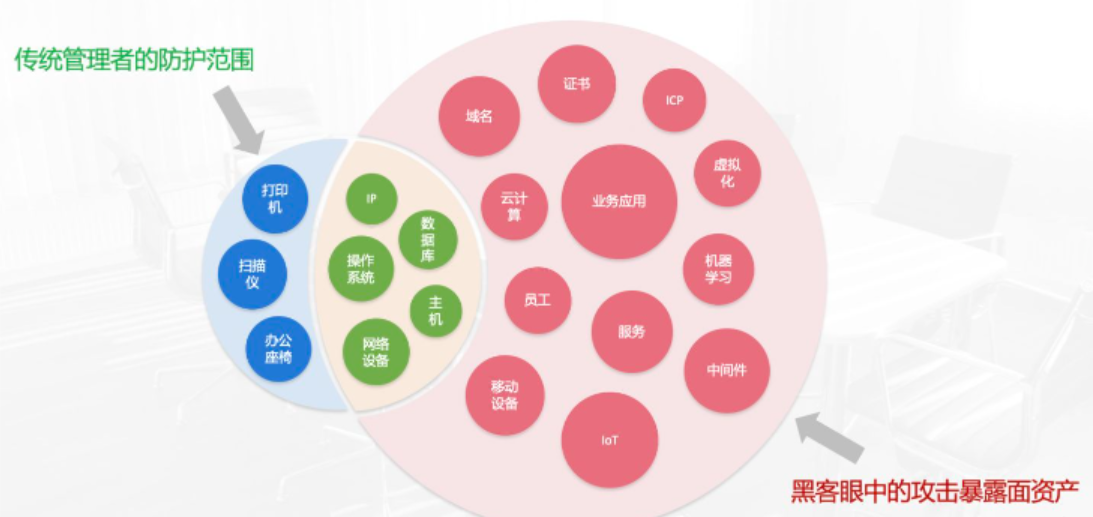 传统管理者的防护范围
打印
机
扫描
仪
办公
座椅
IP
数
据
库
操作
系统
主
机
网络
设备
域名
证书
ICP
虚拟
化
云计
算
业务应用
机器
学习
员工
服务
中间件
移动
设备
IoT
黑客眼中的攻击暴露面资产